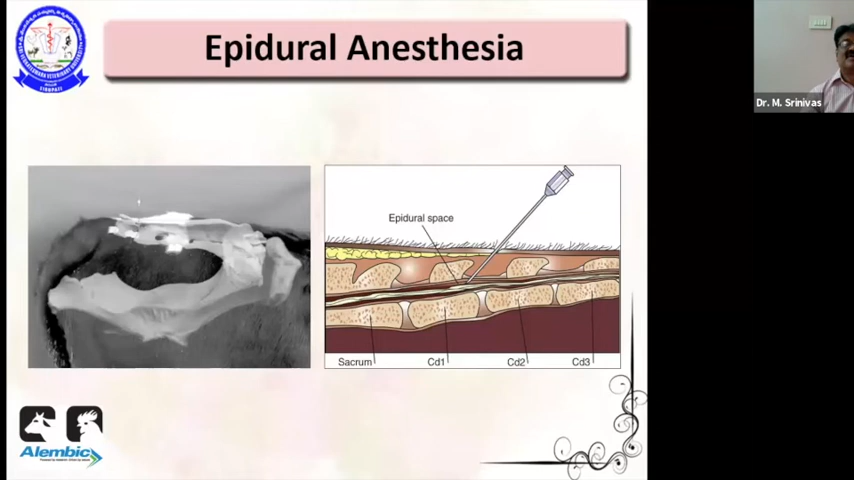 Epidural Anesthesia
Dr. M. Srinivas
Epidural space
Sacrum
Cd1
Cd2
Cd3
TIRUPATI
Alembic